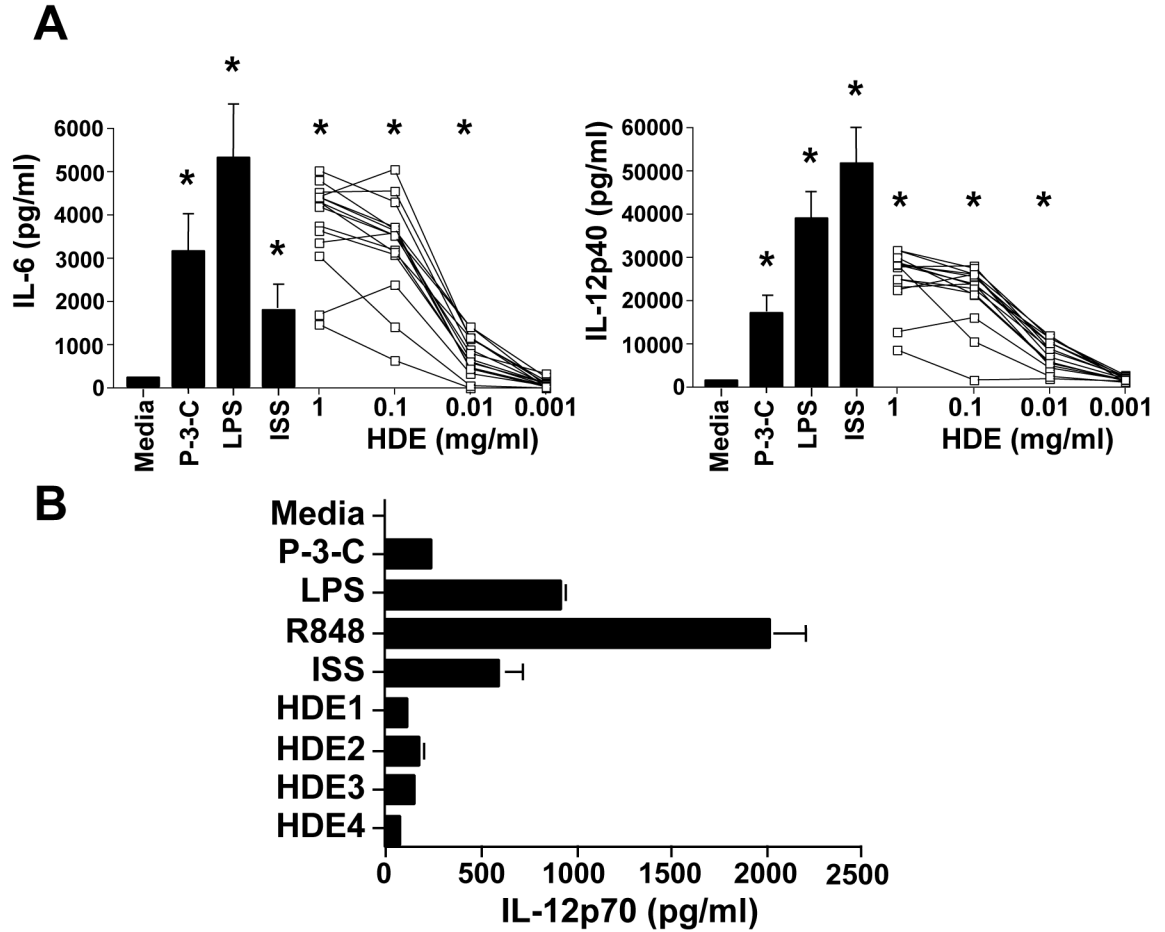 A
* * * * * * *
6000
5000
4000
3000
2000
1000
0
IL-6 (pg/ml)
Media
P-3-C
LPS
ISS
1 0.1 0.01 0.001
HDE (mg/ml)
* * * * * *
60000
50000
40000
30000
20000
10000
0
IL-12p40 (pg/ml)
Media
P-3-C
LPS
ISS
1 0.1 0.01 0.001
HDE (mg/ml)
B
Media
P-3-C
LPS
R848
ISS
HDE1
HDE2
HDE3
HDE4
0 500 1000 1500 2000 2500
IL-12p70 (pg/ml)